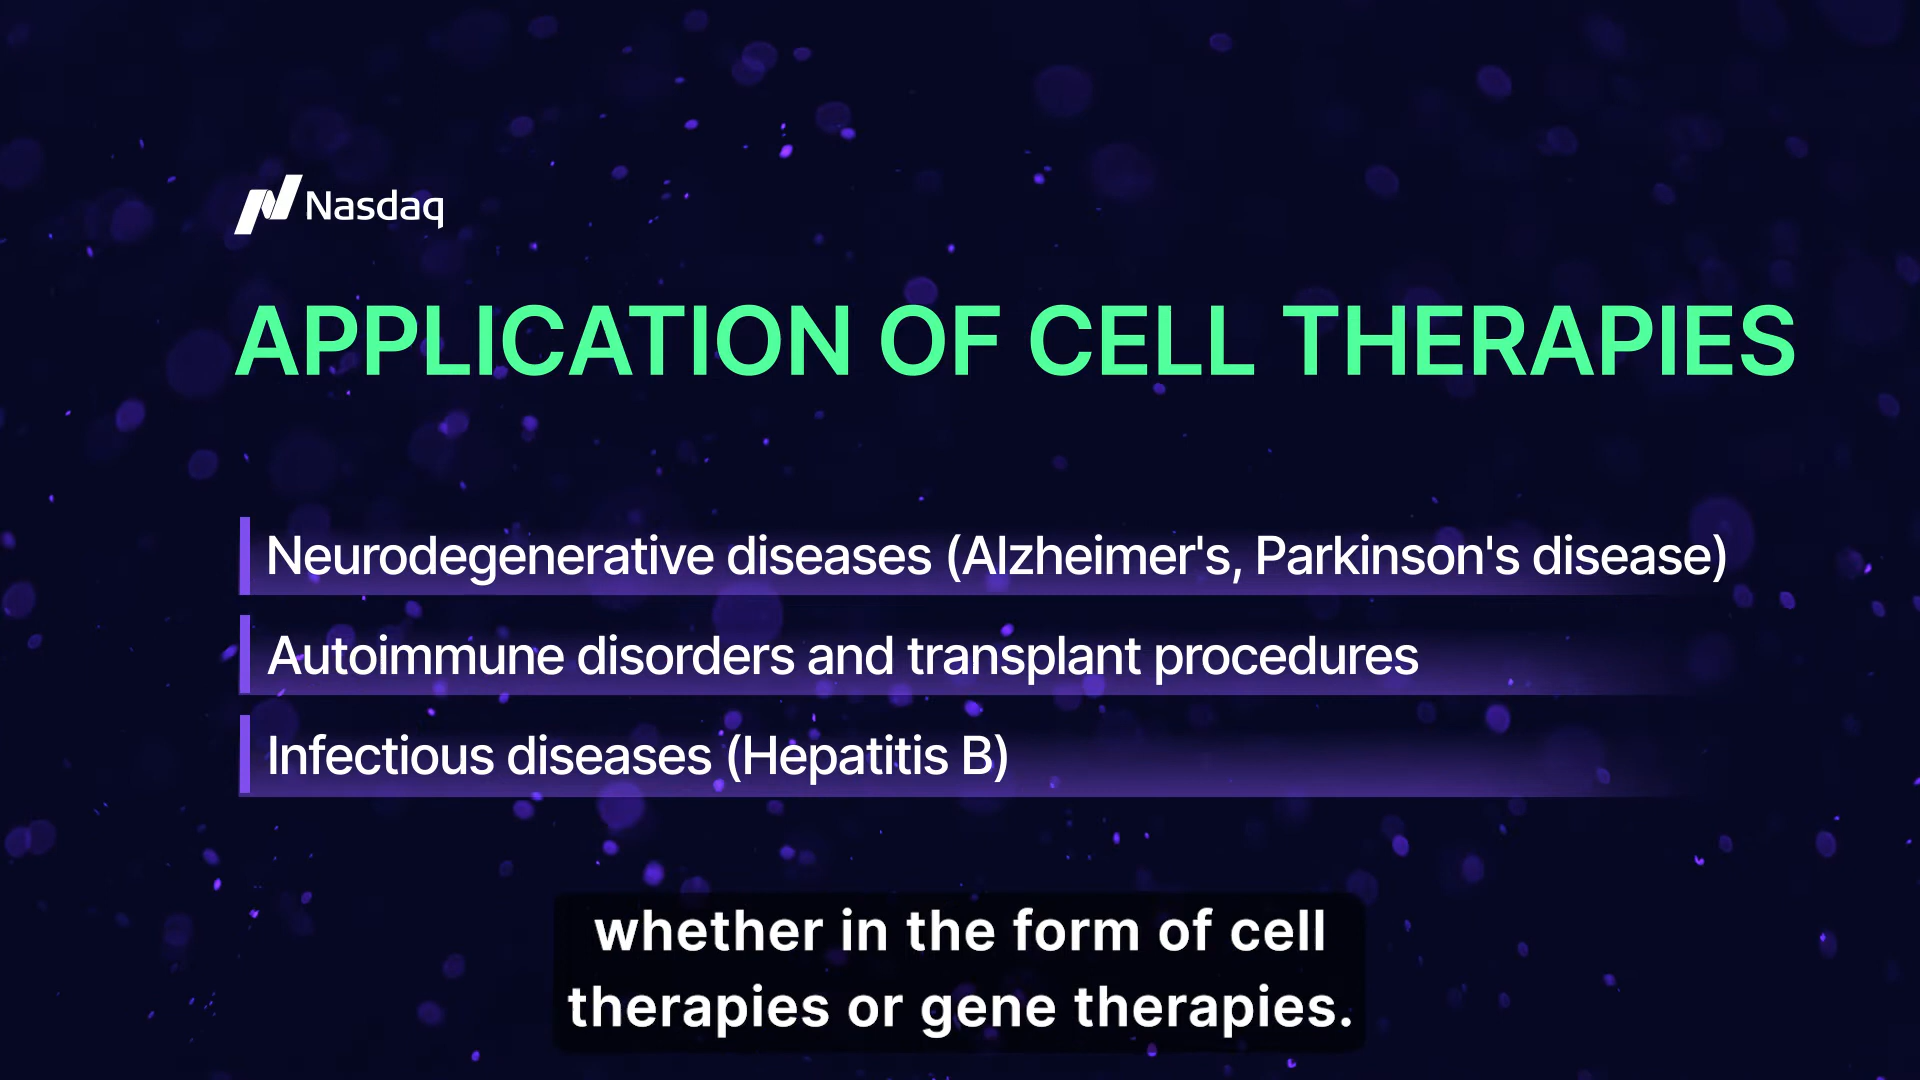 Nasdaq
APPLICATION OF CELL THERAPIES
Neurodegenerative diseases (Alzheimer's, Parkinson's disease)
Autoimmune disorders and transplant procedures
Infectious diseases (Hepatitis B)
whether in the form of cell
therapies or gene therapies.